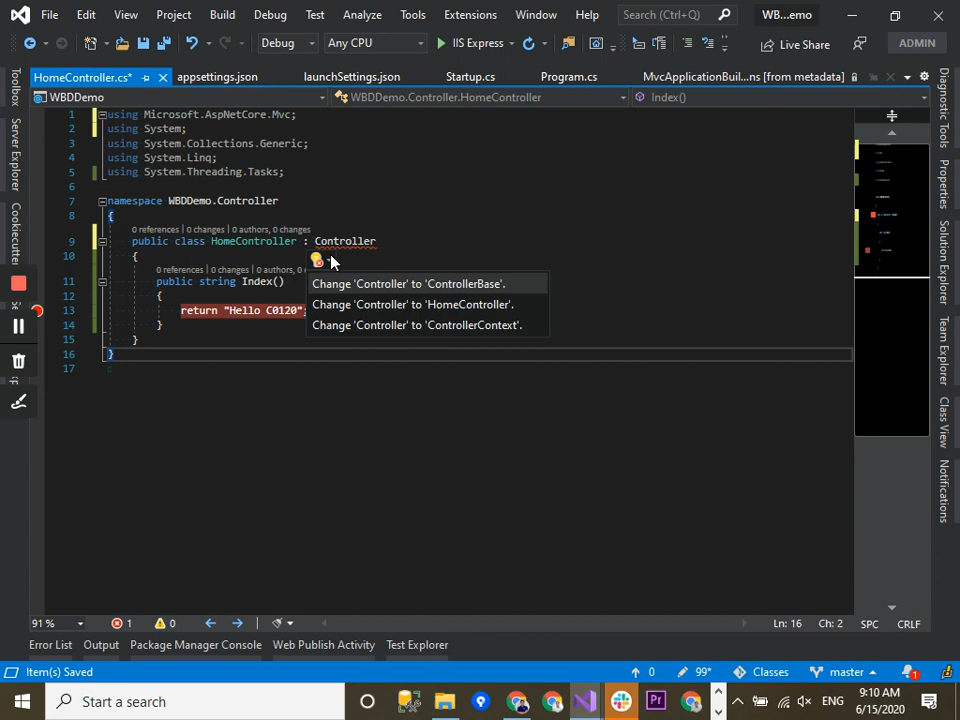 File Edit View Project Build Debug Test Analyze Tools Extensions Window Help Search (Ctrl+Q) WB...emo
Debug Any CPU IIS Express Live Share ADMIN
HomeController.cs* appsettings.json launchSettings.json Startup.cs Program.cs MvcApplicationBuil...ns [from metadata]
WBDDemo WBDDemo.Controller.HomeController Index()
Toolbox
Server Explorer
Cookiecutter
Diagnostic Tools
Properties
Solution Explorer
Team Explorer
Class View
Notifications
1 using Microsoft.AspNetCore.Mvc;
2 using System;
3 using System.Collections.Generic;
4 using System.Linq;
5 using System.Threading.Tasks;
6
7 namespace WBDDemo.Controller
8 {
0 references | 0 changes | 0 authors, 0 changes
9 public class HomeController : Controller
10 {
0 references | 0 changes | 0 authors, 0
11 public string Index()
12 {
13 return "Hello C0120";
14 }
15 }
16 }
17
Change 'Controller' to 'ControllerBase'.
Change 'Controller' to 'HomeController'.
Change 'Controller' to 'ControllerContext'.
91 % 1 0 Ln: 16 Ch: 2 SPC CRLF
Error List Output Package Manager Console Web Publish Activity Test Explorer
Item(s) Saved 0 99* Classes master 1
Start a search Pr ENG 9:10 AM
6/15/2020